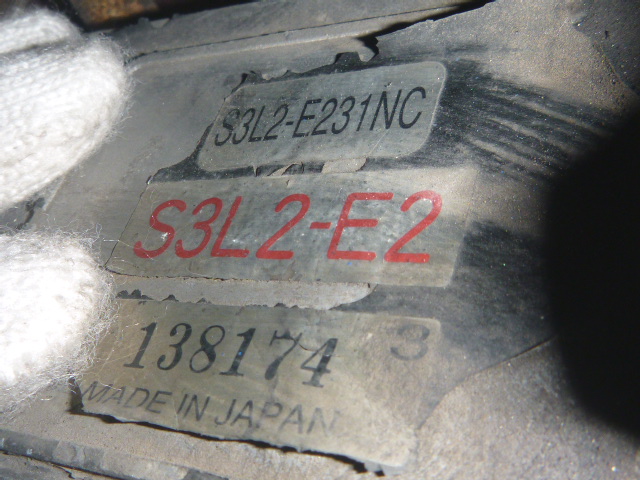 S3L2-E231NC
S3L2-E2
138174 3
MADE IN JAPAN